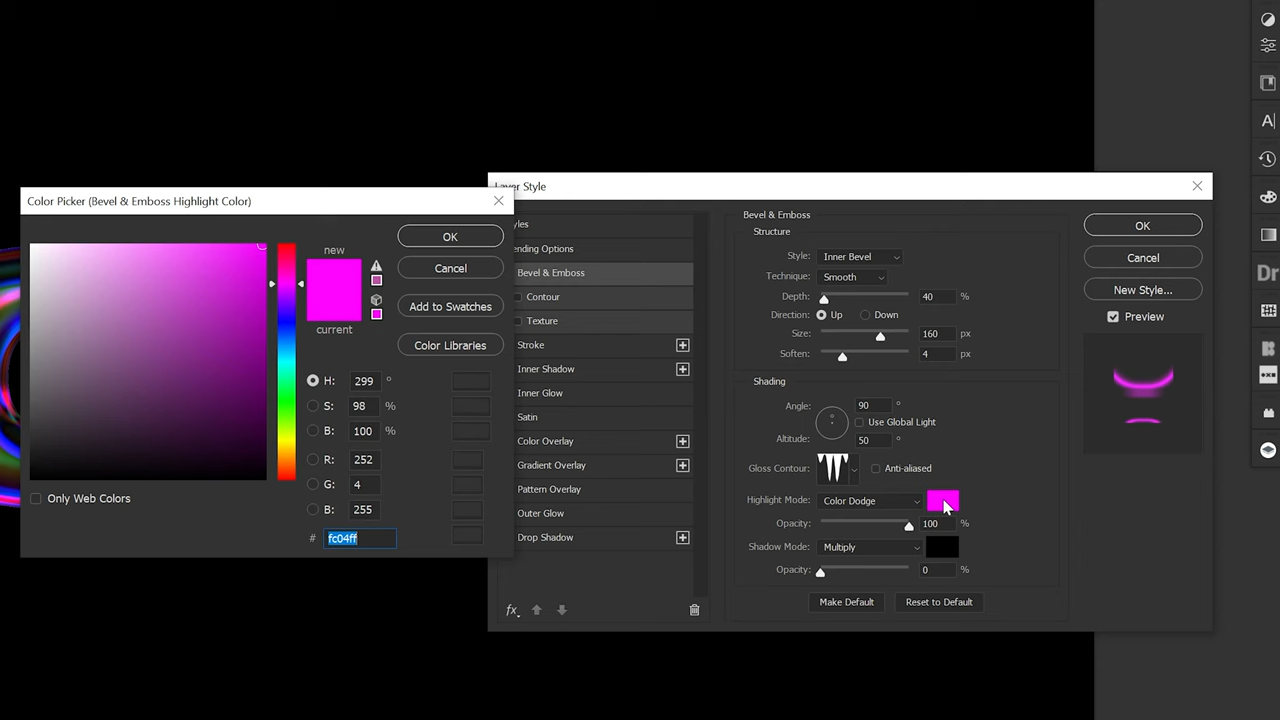 Color Picker (Bevel & Emboss Highlight Color)
new
current
OK
Cancel
Add to Swatches
Color Libraries
H: 299 °
S: 98 %
B: 100 %
R: 252
G: 4
B: 255
# fc04ff
Only Web Colors
Layer Style
Bevel & Emboss
Contour
Texture
Stroke
Inner Shadow
Inner Glow
Satin
Color Overlay
Gradient Overlay
Pattern Overlay
Outer Glow
Drop Shadow
fx
Bevel & Emboss
Structure
Style: Inner Bevel
Technique: Smooth
Depth: 40 %
Direction: Up Down
Size: 160 px
Soften: 4 px
Shading
Angle: 90 °
Use Global Light
Altitude: 50 °
Gloss Contour: Anti-aliased
Highlight Mode: Color Dodge
Opacity: 100 %
Shadow Mode: Multiply
Opacity: 0 %
Make Default Reset to Default
OK
Cancel
New Style...
Preview
A
Dr